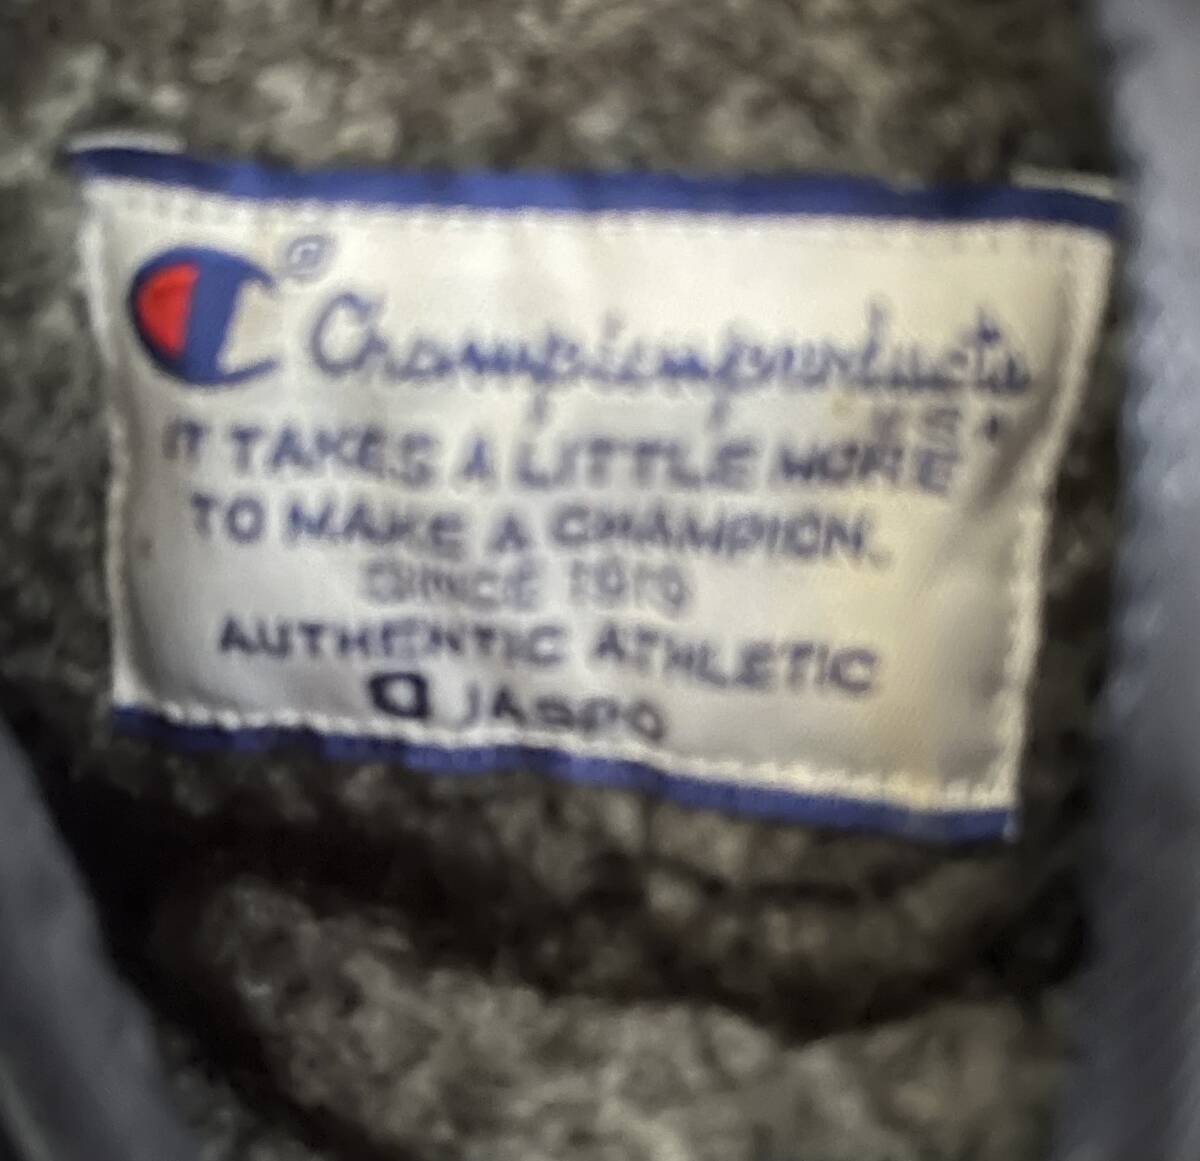 C® Championproducts
USA
IT TAKES A LITTLE MORE
TO MAKE A CHAMPION.
SINCE 1919
AUTHENTIC ATHLETIC
O JASPO